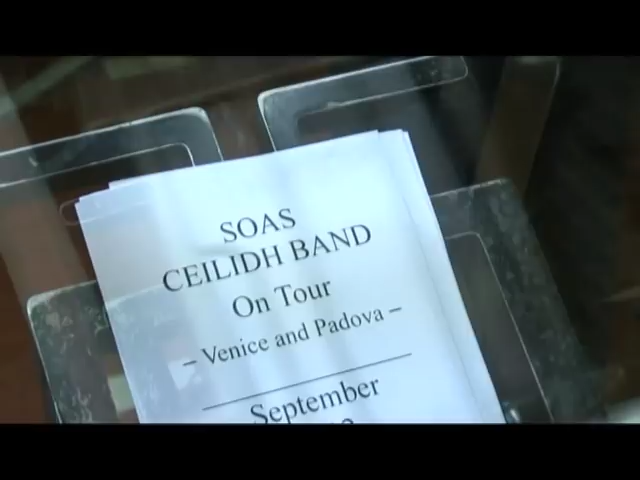 SOAS
CEILIDH BAND
On Tour
– Venice and Padova –
September